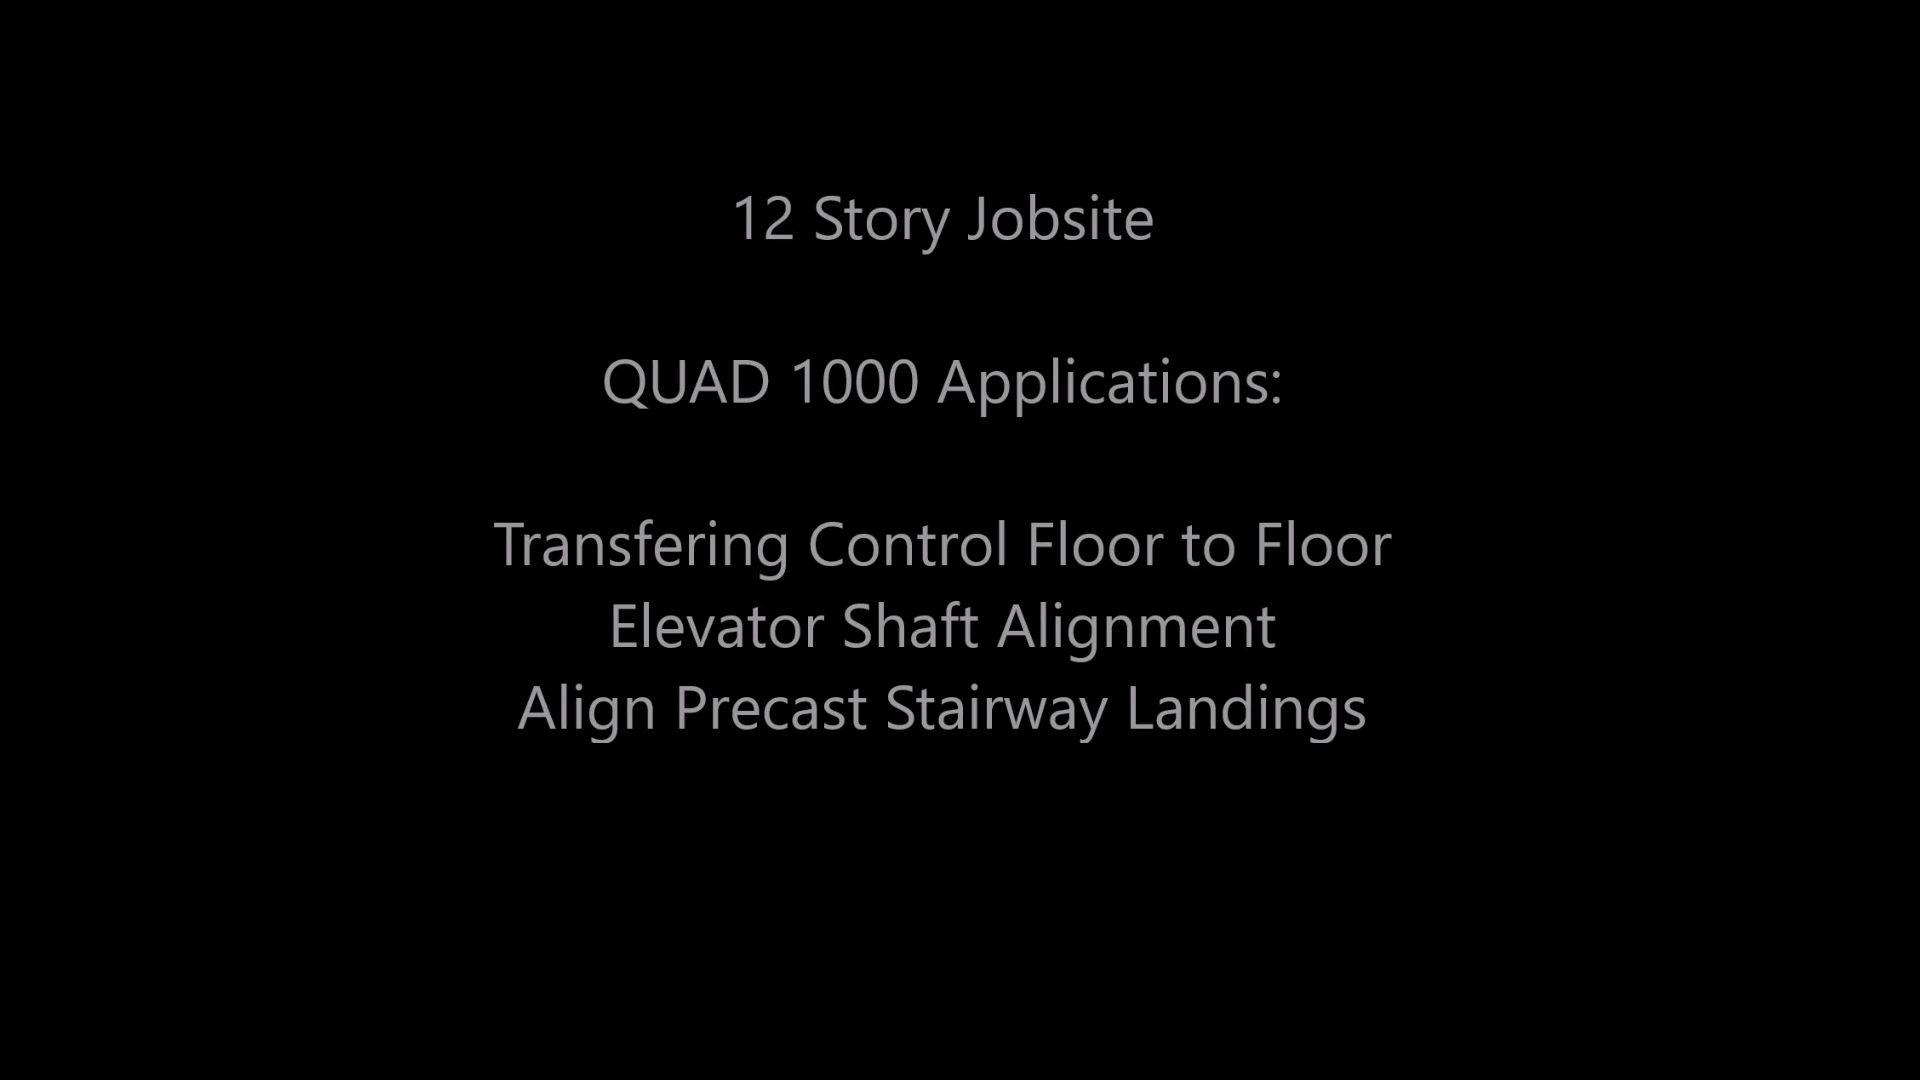 12 Story Jobsite
QUAD 1000 Applications:
Transfering Control Floor to Floor
Elevator Shaft Alignment
Align Precast Stairway Landings